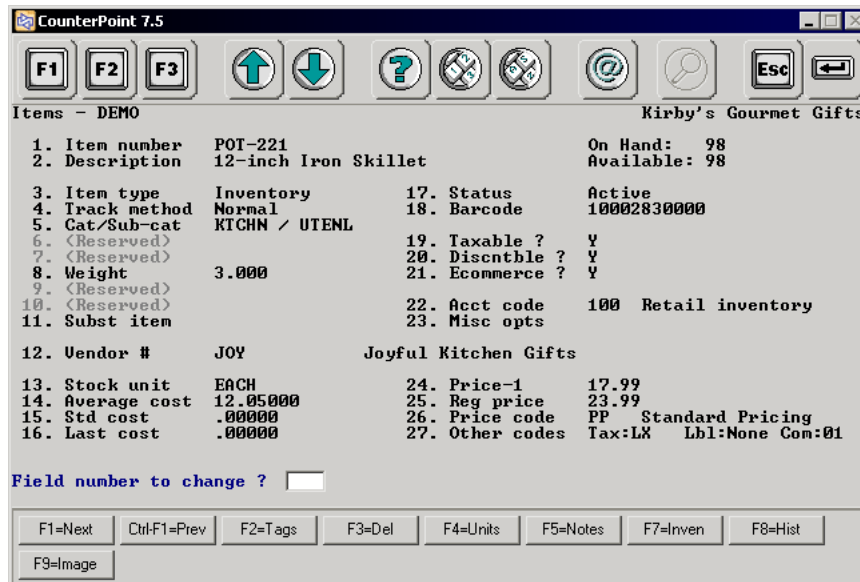 CounterPoint 7.5
F1 F2 F3 ? 1 2 3 @ Esc
Items - DEMO Kirby's Gourmet Gifts
1. Item number POT-221 On Hand: 98
2. Description 12-inch Iron Skillet Available: 98
3. Item type Inventory 17. Status Active
4. Track method Normal 18. Barcode 10002830000
5. Cat/Sub-cat KTCHN / UTENL
6. (Reserved) 19. Taxable ? Y
7. (Reserved) 20. Discntble ? Y
8. Weight 3.000 21. Ecommerce ? Y
9. (Reserved)
10. (Reserved) 22. Acct code 100 Retail inventory
11. Subst item 23. Misc opts
12. Vendor # JOY Joyful Kitchen Gifts
13. Stock unit EACH 24. Price-1 17.99
14. Average cost 12.05000 25. Reg price 23.99
15. Std cost .00000 26. Price code PP Standard Pricing
16. Last cost .00000 27. Other codes Tax:LX Lbl:None Com:01
Field number to change ?
F1=Next Ctrl-F1=Prev F2=Tags F3=Del F4=Units F5=Notes F7=Inven F8=Hist
F9=Image